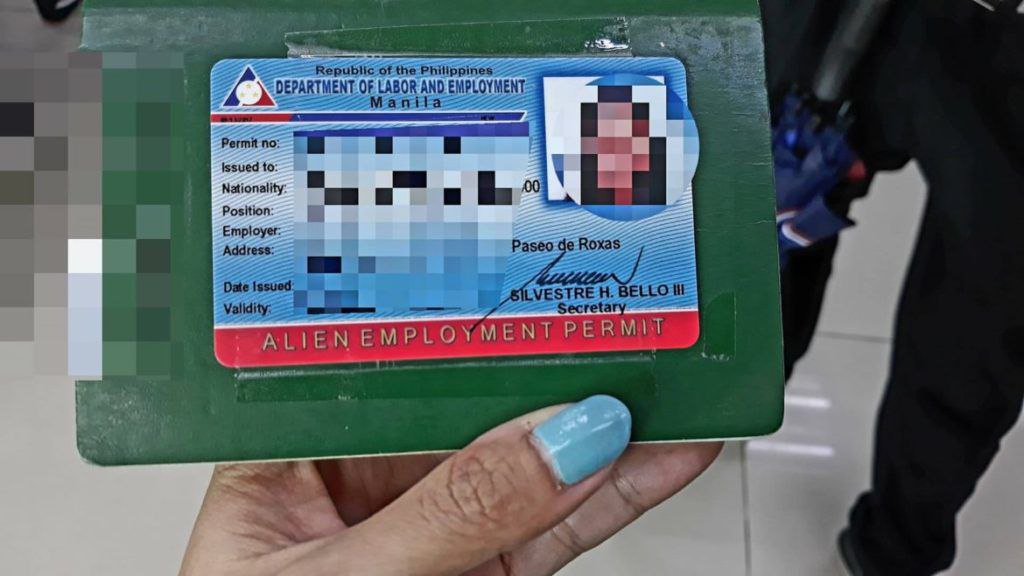 Republic of the Philippines
DEPARTMENT OF LABOR AND EMPLOYMENT
Manila
NEW
Permit no:
Issued to:
Nationality:
Position:
Employer:
Address:
Paseo de Roxas
Date Issued:
Validity:
SILVESTRE H. BELLO III
Secretary
ALIEN EMPLOYMENT PERMIT